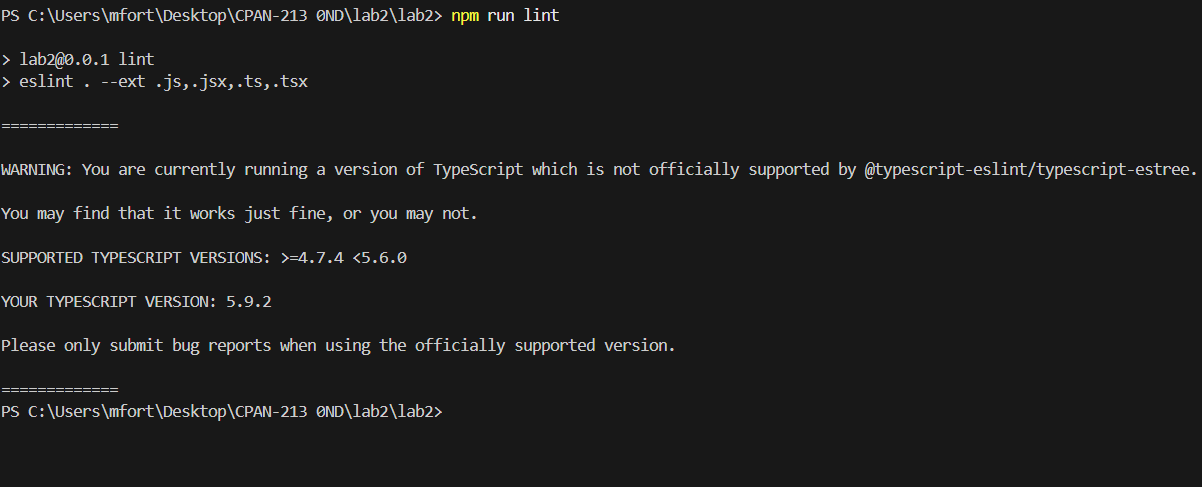 PS C:\Users\mfort\Desktop\CPAN-213 0ND\lab2\lab2> npm run lint
> lab2@0.0.1 lint
> eslint . --ext .js,.jsx,.ts,.tsx
=============
WARNING: You are currently running a version of TypeScript which is not officially supported by @typescript-eslint/typescript-estree.
You may find that it works just fine, or you may not.
SUPPORTED TYPESCRIPT VERSIONS: >=4.7.4 <5.6.0
YOUR TYPESCRIPT VERSION: 5.9.2
Please only submit bug reports when using the officially supported version.
=============
PS C:\Users\mfort\Desktop\CPAN-213 0ND\lab2\lab2>